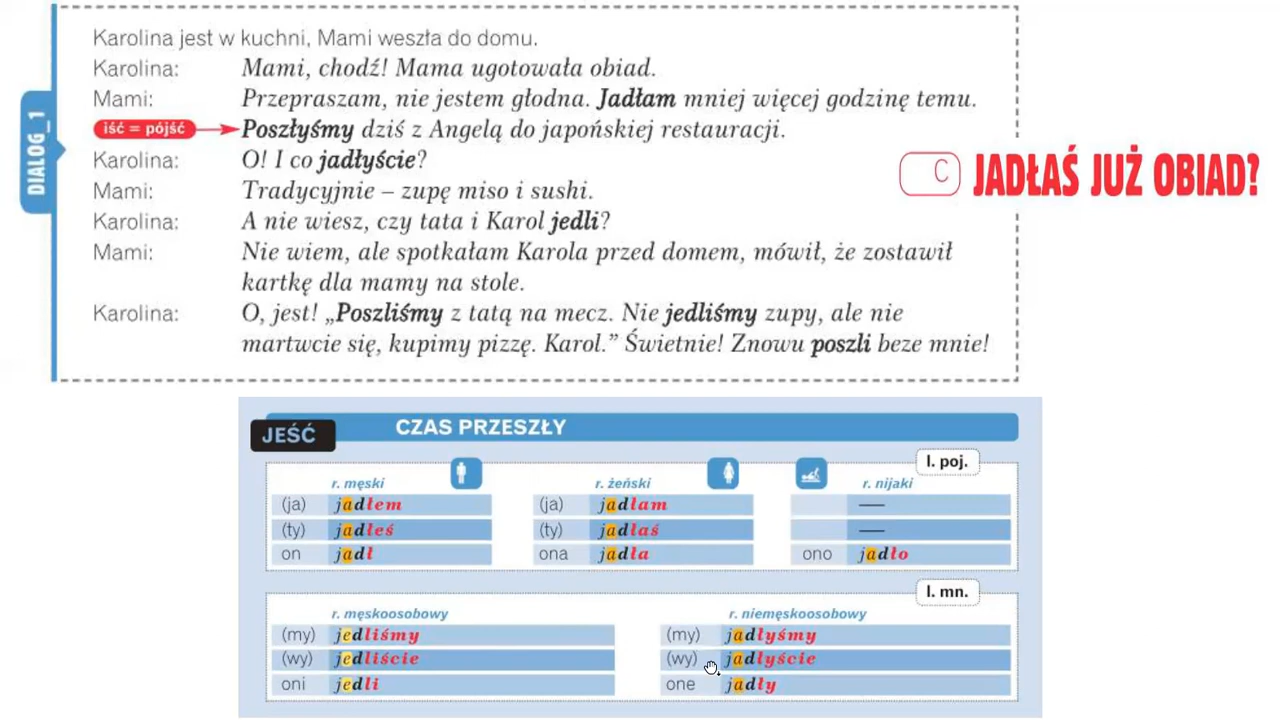 DIALOG_1
Karolina jest w kuchni, Mami weszła do domu.
Karolina: Mami, chodź! Mama ugotowała obiad.
Mami: Przepraszam, nie jestem głodna. Jadłam mniej więcej godzinę temu.
iść = pójść Poszłyśmy dziś z Angelą do japońskiej restauracji.
Karolina: O! I co jadłyście?
Mami: Tradycyjnie – zupę miso i sushi.
Karolina: A nie wiesz, czy tata i Karol jedli?
Mami: Nie wiem, ale spotkałam Karola przed domem, mówił, że zostawił
kartkę dla mamy na stole.
Karolina: O, jest! „Poszliśmy z tatą na mecz. Nie jedliśmy zupy, ale nie
martwcie się, kupimy pizzę. Karol.” Świetnie! Znowu poszli beze mnie!
C JADŁAŚ JUŻ OBIAD?
JEŚĆ CZAS PRZESZŁY
l. poj.
r. męski r. żeński r. nijaki
(ja) jadłem (ja) jadłam —
(ty) jadłeś (ty) jadłaś —
on jadł ona jadła ono jadło
l. mn.
r. męskoosobowy r. niemęskoosobowy
(my) jedliśmy (my) jadłyśmy
(wy) jedliście (wy) jadłyście
oni jedli one jadły